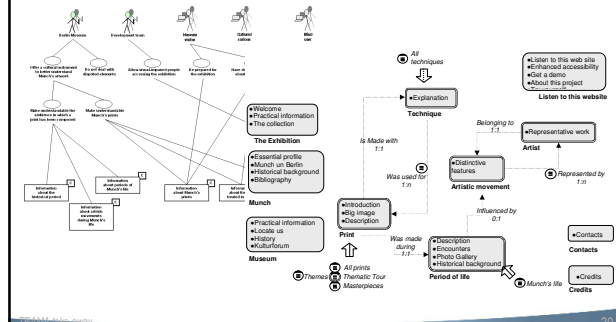 Berlin Museum
Development team
Museum
visitor
Cultured
Blind
user
Offer a cultural instrument
to better understand
Munch's artwork
Do not deal with
disputed elements
Allow visual-impaired people
accessing the exhibition
Be prepared for
the exhibition
Make understandable the
ambience in which a
print has been composed
Make understandable
Munch's prints
Information
about the
historical period
Information
about periods of
Munch's life
Information
about artistic
movements
during Munch's
life
Information
about Munch's
prints
C
C
C
C
•Welcome
•Practical information
•The collection
The Exhibition
•Essential profile
•Munch un Berlin
•Historical background
•Bibliography
Munch
•Practical information
•Locate us
•History
•Kulturforum
Museum
All
techniques
•Explanation
Technique
Is Made with
1:1
Was used for
1:n
•Introduction
•Big image
•Description
Print
All prints
Themes
Thematic Tour
Masterpieces
Was made
during
1:1
•Description
•Encounters
•Photo Gallery
•Historical background
Period of life
Munch's life
Influenced by
0:1
•Distinctive
features
Artistic movement
Belonging to
1:1
•Representative work
Artist
Represented by
1:n
•Listen to this web site
•Enhanced accessibility
•Get a demo
•About this project
Listen to this website
•Contacts
Contacts
•Credits
Credits